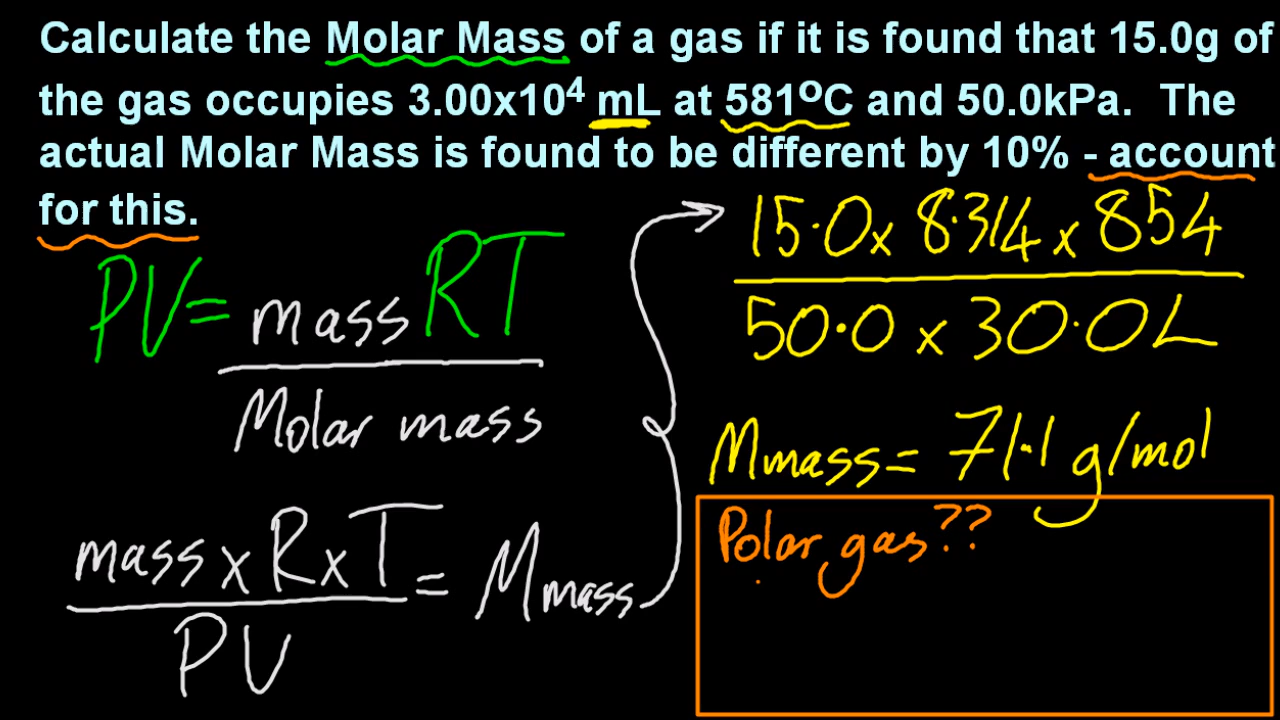 Calculate the Molar Mass of a gas if it is found that 15.0g of
the gas occupies 3.00x10⁴ mL at 581°C and 50.0kPa. The
actual Molar Mass is found to be different by 10% - account
for this.
PV= mass RT
Molar mass
mass x R x T = Mmass
PV
15.0 x 8.314 x 854
50.0 x 30.0L
Mmass = 71.1 g/mol
Polar gas??